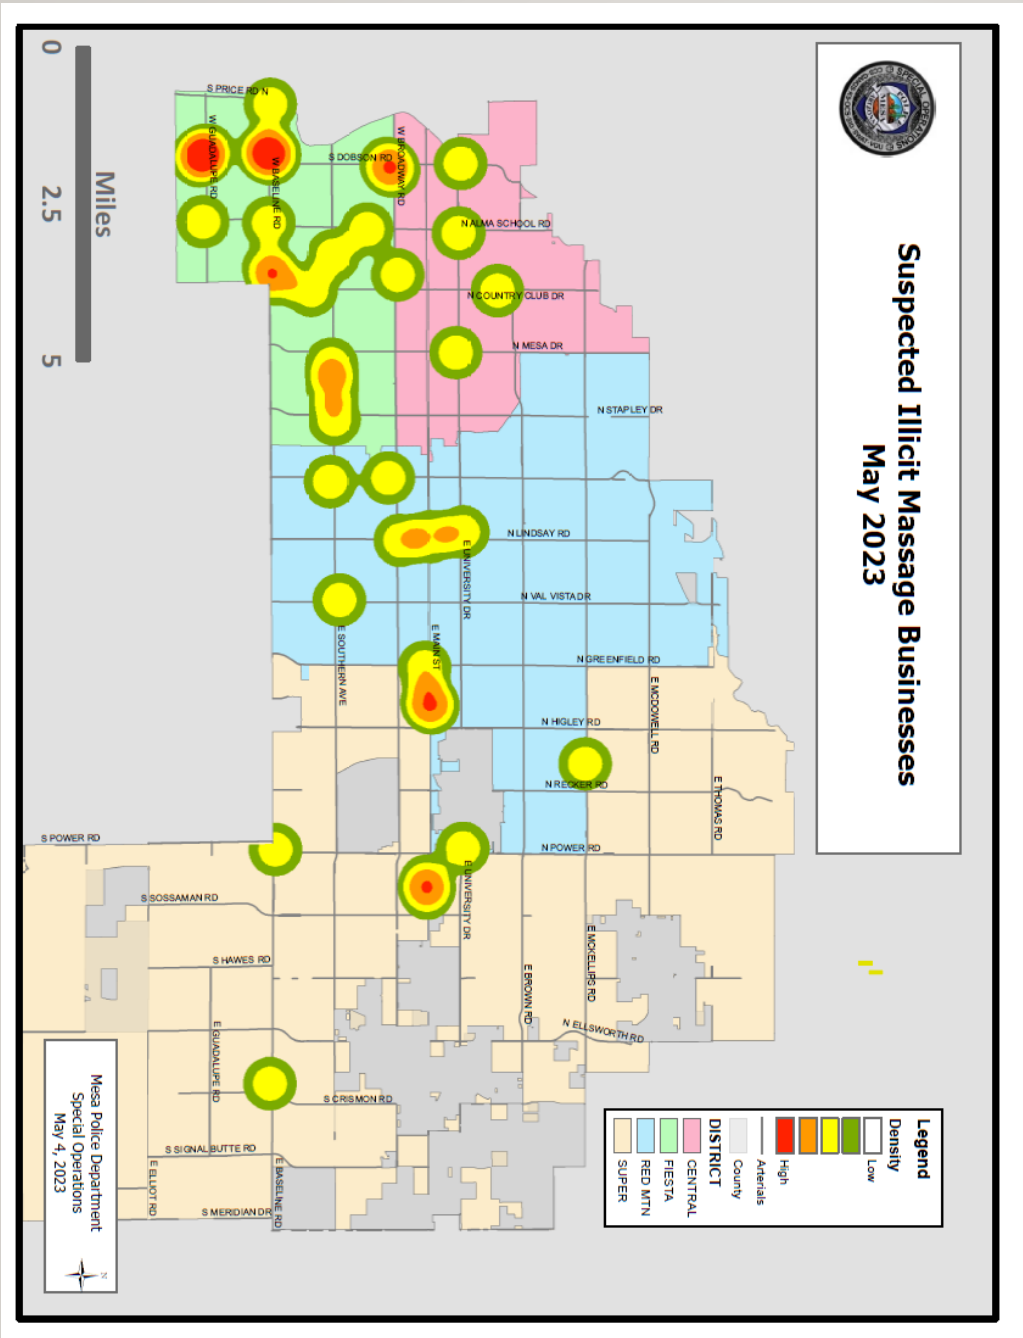 Suspected Illicit Massage Businesses
May 2023
SPECIAL OPERATIONS
0
2.5
5
Miles
S PRICE RD N
W GUADALUPE RD
W BASELINE RD
S DOBSON RD
W BROADWAY RD
N ALMA SCHOOL RD
N COUNTRY CLUB DR
N MESA DR
N STAPLEY DR
N LINDSAY RD
E UNIVERSITY DR
N VAL VISTA DR
E SOUTHERN AVE
E MAIN ST
N GREENFIELD RD
E MCDOWELL RD
N HIGLEY RD
N RECKER RD
E THOMAS RD
S POWER RD
N POWER RD
E UNIVERSITY DR
S SOSSAMAN RD
S HAWES RD
E BROWN RD
E MCKELLIPS RD
N ELLSWORTH RD
E GUADALUPE RD
S CRISMON RD
S SIGNAL BUTTE RD
E ELLIOT RD
E BASELINE RD
S MERIDIAN DR
Legend
Density
Low
High
Arterials
County
DISTRICT
CENTRAL
FIESTA
RED MTN
SUPER
Mesa Police Department
Special Operations
May 4, 2023
N